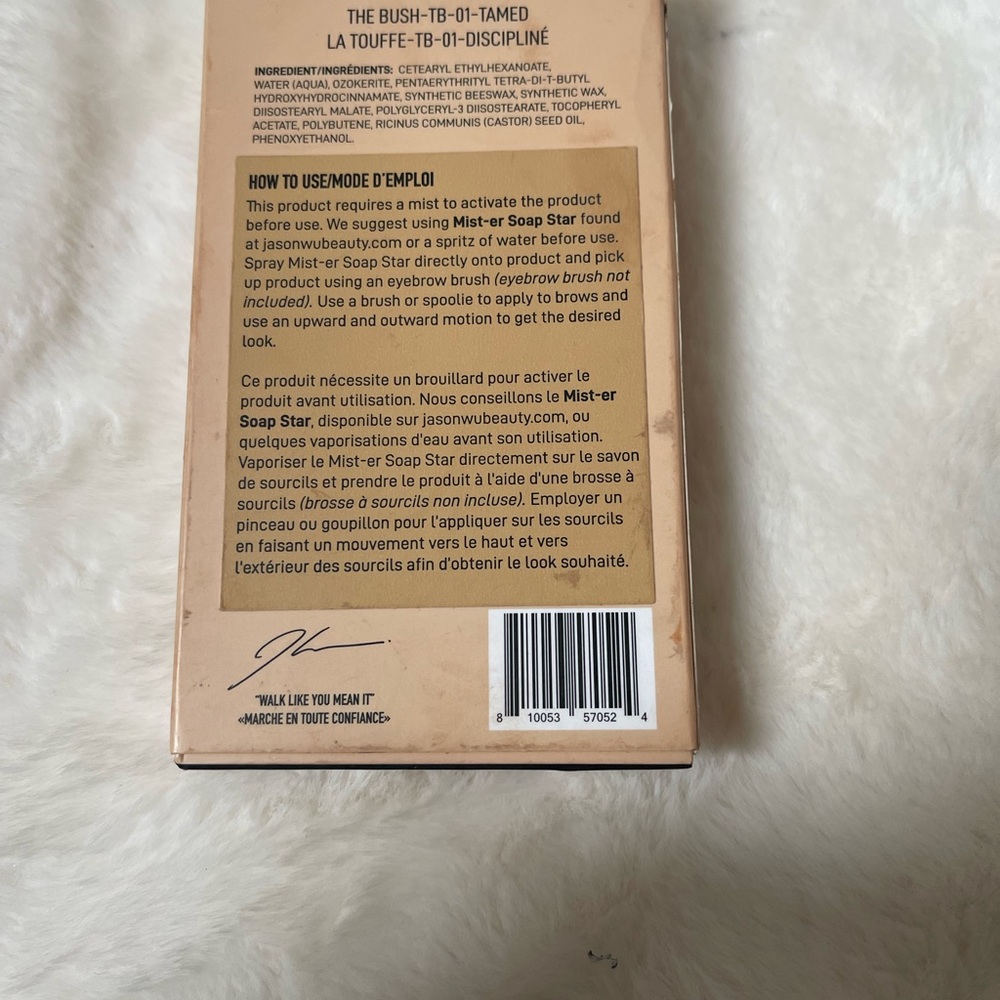 THE BUSH-TB-01-TAMED
LA TOUFFE-TB-01-DISCIPLINÉ
INGREDIENT/INGRÉDIENTS: CETEARYL ETHYLHEXANOATE,
WATER (AQUA), OZOKERITE, PENTAERYTHRITYL TETRA-DI-T-BUTYL
HYDROXYHYDROCINNAMATE, SYNTHETIC BEESWAX, SYNTHETIC WAX,
DIISOSTEARYL MALATE, POLYGLYCERYL-3 DIISOSTEARATE, TOCOPHERYL
ACETATE, POLYBUTENE, RICINUS COMMUNIS (CASTOR) SEED OIL,
PHENOXYETHANOL.
HOW TO USE/MODE D'EMPLOI
This product requires a mist to activate the product
before use. We suggest using Mist-er Soap Star found
at jasonwubeauty.com or a spritz of water before use.
Spray Mist-er Soap Star directly onto product and pick
up product using an eyebrow brush (eyebrow brush not
included). Use a brush or spoolie to apply to brows and
use an upward and outward motion to get the desired
look.
Ce produit nécessite un brouillard pour activer le
produit avant utilisation. Nous conseillons le Mist-er
Soap Star, disponible sur jasonwubeauty.com, ou
quelques vaporisations d'eau avant son utilisation.
Vaporiser le Mist-er Soap Star directement sur le savon
de sourcils et prendre le produit à l'aide d'une brosse à
sourcils (brosse à sourcils non incluse). Employer un
pinceau ou goupillon pour l'appliquer sur les sourcils
en faisant un mouvement vers le haut et vers
l'extérieur des sourcils afin d'obtenir le look souhaité.
"WALK LIKE YOU MEAN IT"
«MARCHE EN TOUTE CONFIANCE»
8 10053 57052 4